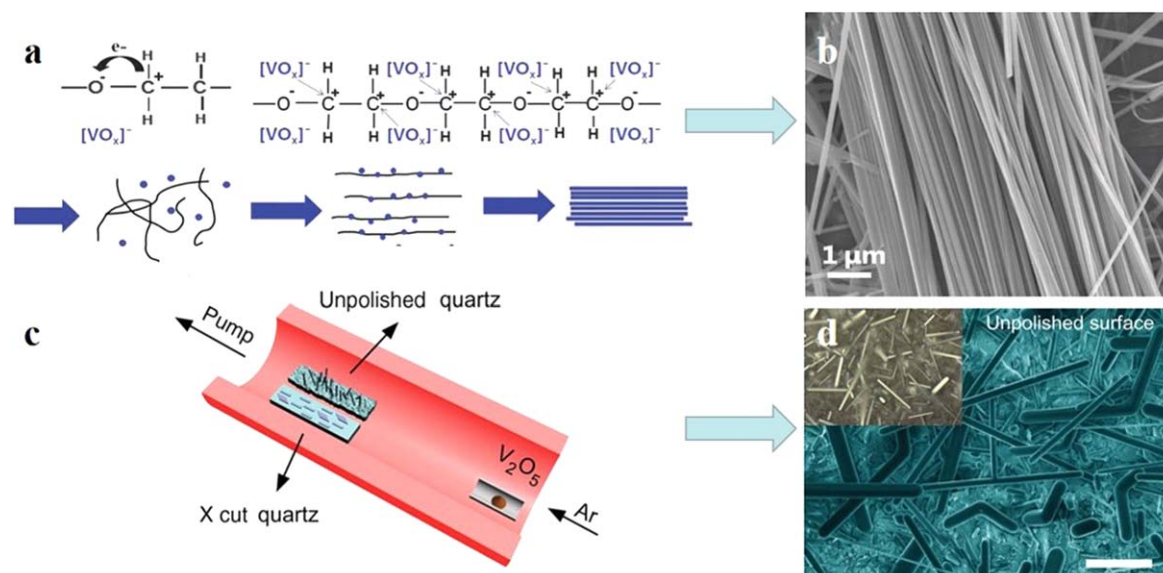 a
e-
H H
—O⁻—C⁺—C—
H H
[VOₓ]⁻
[VOₓ]⁻ H H [VOₓ]⁻ H H [VOₓ]⁻ H H [VOₓ]⁻
—O⁻—C⁺—C⁺—O⁻—C⁺—C⁺—O⁻—C⁺—C⁺—O⁻—
[VOₓ]⁻ H H [VOₓ]⁻ H H [VOₓ]⁻ H H [VOₓ]⁻
b
1 µm
c
Pump
Unpolished quartz
X cut quartz
V₂O₅
Ar
d
Unpolished surface